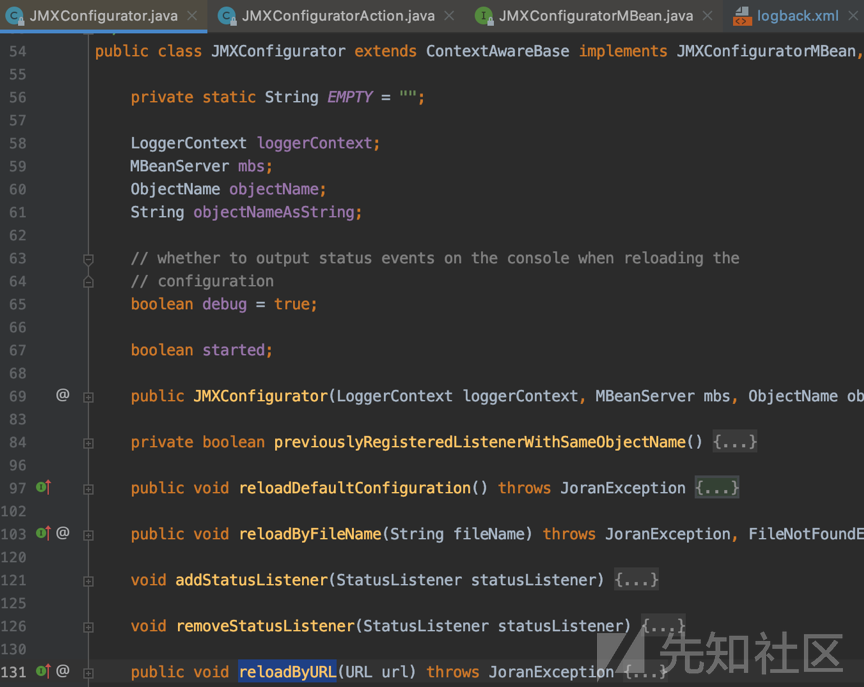 JMXConfigurator.java JMXConfiguratorAction.java JMXConfiguratorMBean.java logback.xml
54 public class JMXConfigurator extends ContextAwareBase implements JMXConfiguratorMBean,
55
56 private static String EMPTY = "";
57
58 LoggerContext loggerContext;
59 MBeanServer mbs;
60 ObjectName objectName;
61 String objectNameAsString;
62
63 // whether to output status events on the console when reloading the
64 // configuration
65 boolean debug = true;
66
67 boolean started;
68
69 @ public JMXConfigurator(LoggerContext loggerContext, MBeanServer mbs, ObjectName ob
83
84 private boolean previouslyRegisteredListenerWithSameObjectName() {...}
96
97 public void reloadDefaultConfiguration() throws JoranException {...}
102
103 @ public void reloadByFileName(String fileName) throws JoranException, FileNotFoundE
120
121 void addStatusListener(StatusListener statusListener) {...}
125
126 void removeStatusListener(StatusListener statusListener) {...}
130
131 @ public void reloadByURL(URL url) throws JoranException {...}
先知社区